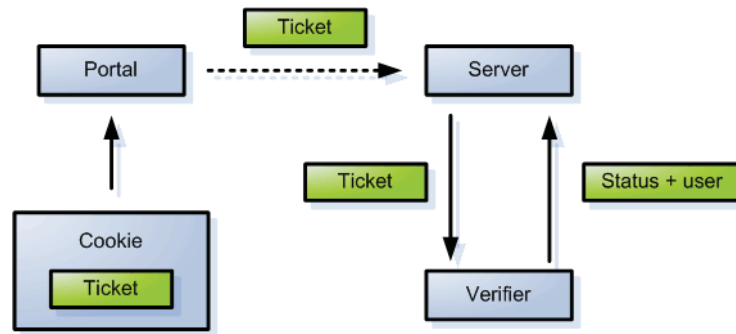 Ticket
Portal
Server
Ticket
Status + user
Cookie
Ticket
Verifier